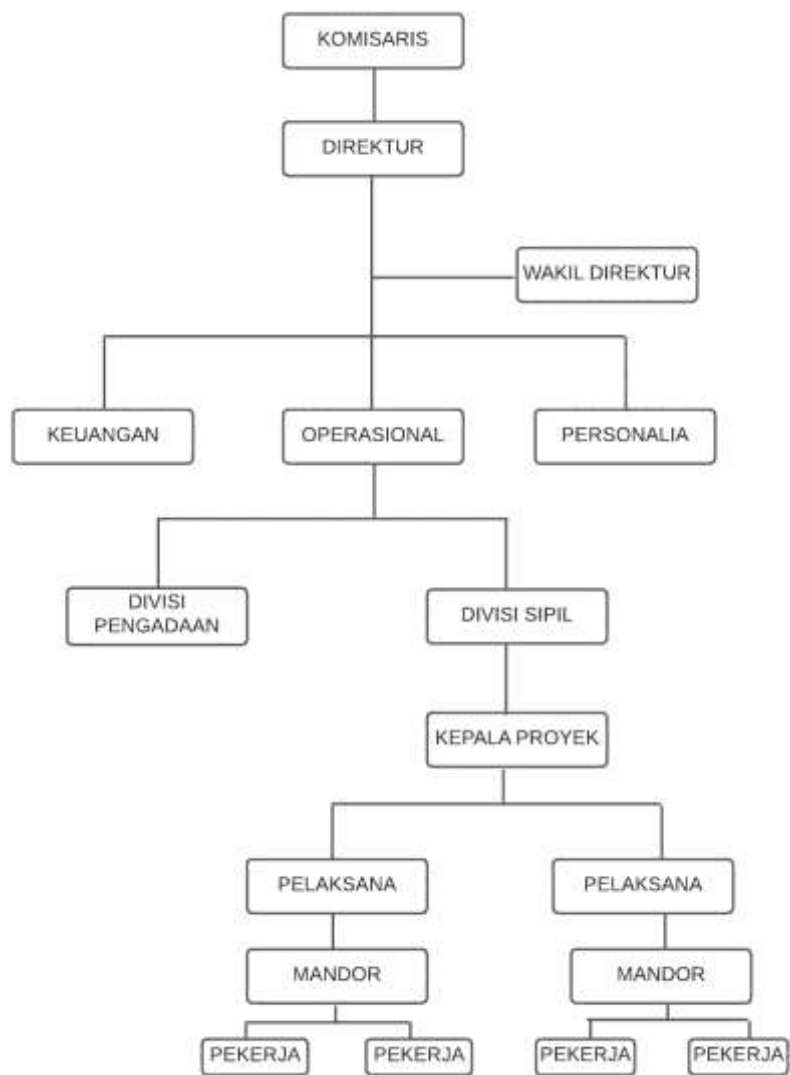 KOMISARIS
DIREKTUR
WAKIL DIREKTUR
KEUANGAN
OPERASIONAL
PERSONALIA
DIVISI
PENGADAAN
DIVISI SIPIL
KEPALA PROYEK
PELAKSANA
PELAKSANA
MANDOR
MANDOR
PEKERJA
PEKERJA
PEKERJA
PEKERJA